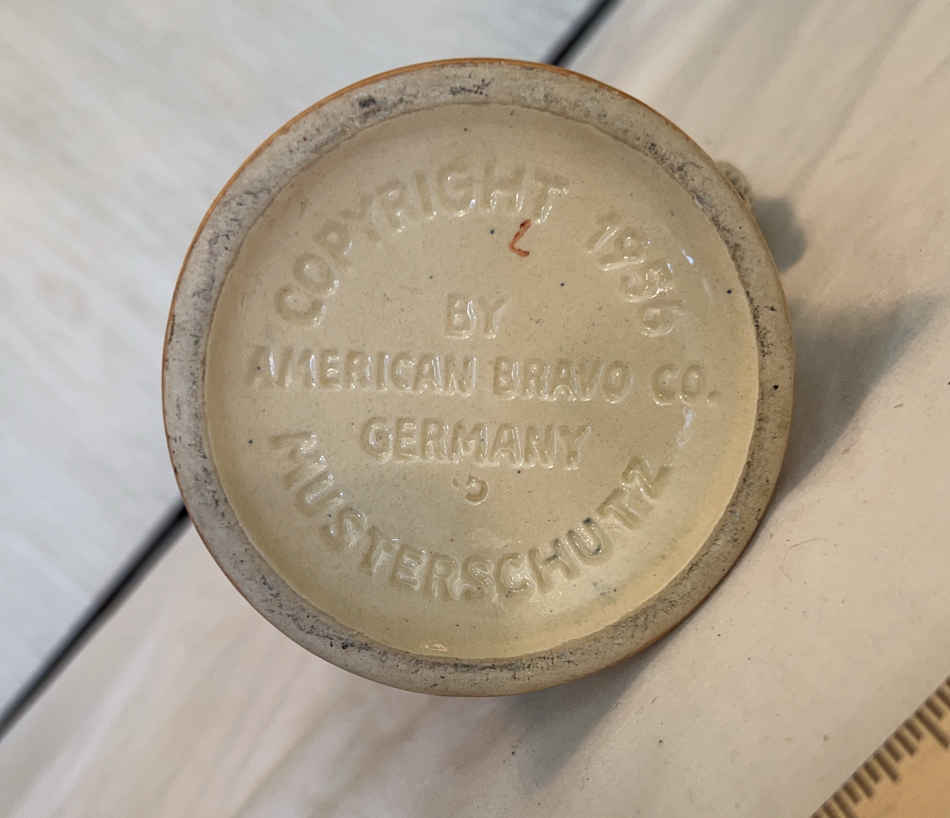 COPYRIGHT 1956
BY
AMERICAN BRAVO CO.
GERMANY
MUSTERSCHUTZ